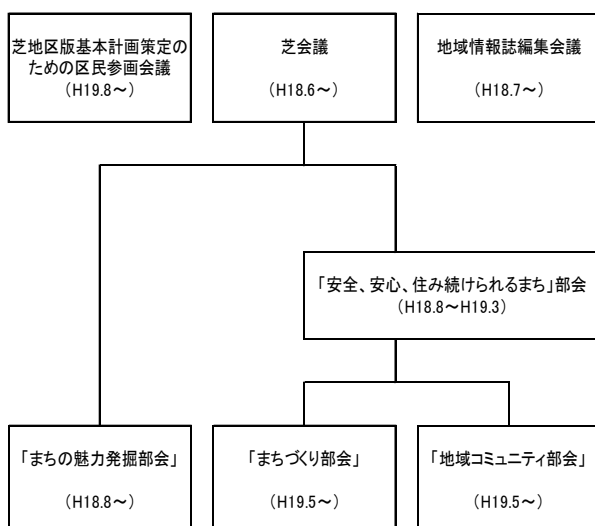 芝地区版基本計画策定の
ための区民参画会議
（H19.8～）
芝会議
（H18.6～）
地域情報誌編集会議
（H18.7～）
「安全、安心、住み続けられるまち」部会
（H18.8～H19.3）
「まちの魅力発掘部会」
（H18.8～）
「まちづくり部会」
（H19.5～）
「地域コミュニティ部会」
（H19.5～）